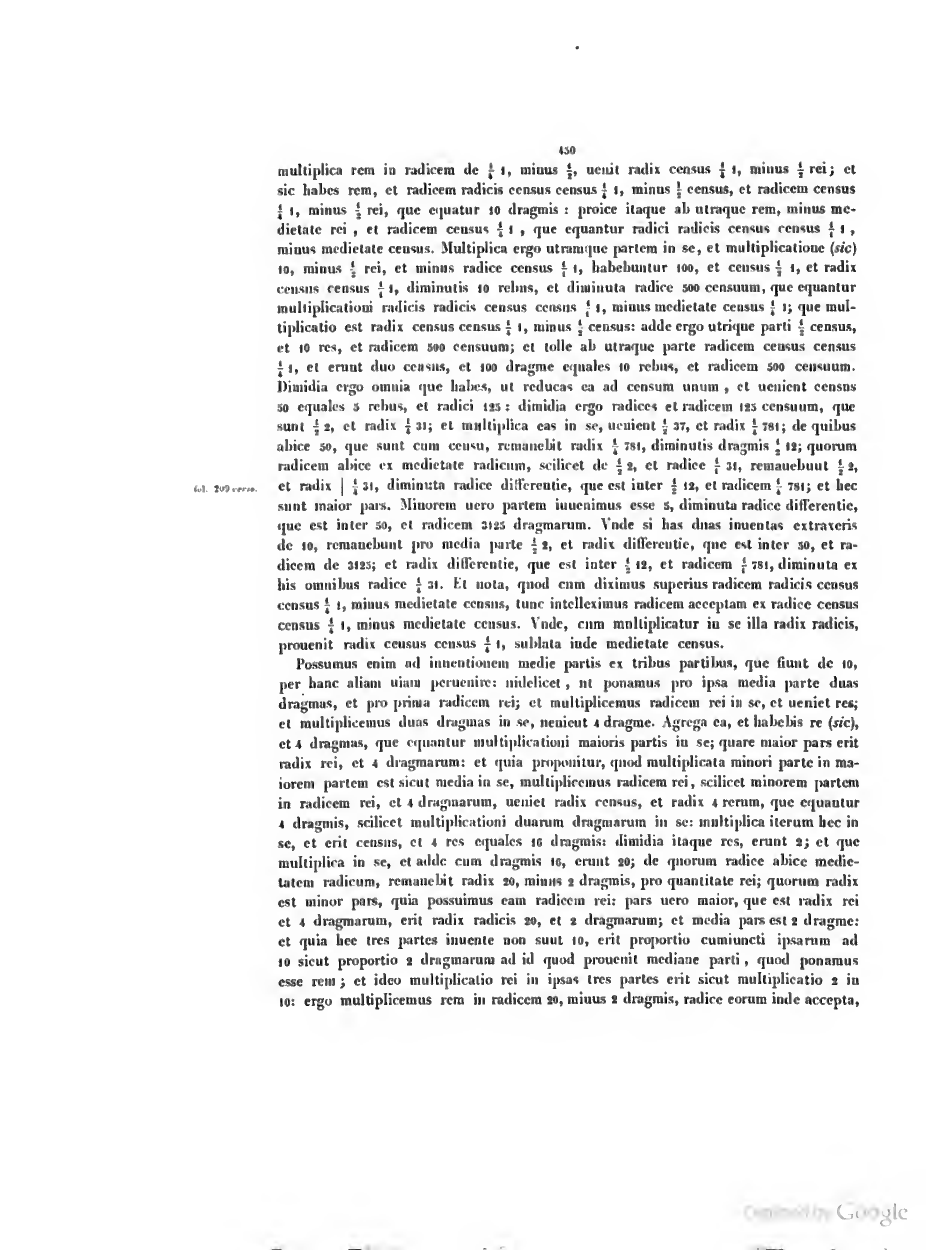 450
multiplica rem in radicem de 1/4 1, minus 1/2, uenit radix census 1/4 1, minus 1/2 rei; et
sic habes rem, et radicem radicis census census 1/4 1, minus 1/2 census, et radicem census
1/4 1, minus 1/2 rei, que equatur 10 dragmis : proice itaque ab utraque rem, minus me-
dietate rei , et radicem census 1/4 1 , que equantur radici radicis census census 1/4 1 ,
minus medietate census. Multiplica ergo utramque partem in se, et multiplicatione (sic)
10, minus 1/2 rei, et minus radice census 1/4 1, habebuntur 100, et census 1/2 1, et radix
census census 1/4 1, diminutis 10 rebus, et diminuta radice 500 censuum, que equantur
multiplicationi radicis radicis census census 1/4 1, minus medietate census 1/4 1; que mul-
tiplicatio est radix census census 1/4 1, minus 1/2 census: adde ergo utrique parti 1/2 census,
et 10 res, et radicem 500 censuum; et tolle ab utraque parte radicem census census
1/4 1, et erunt duo census, et 100 dragme equales 10 rebus, et radicem 500 censuum.
Dimidia ergo omnia que habes, ut reducas ea ad censum unum , et uenient census
50 equales 5 rebus, et radici 125 : dimidia ergo radices et radicem 125 censuum, que
sunt 1/2 2, et radix 1/4 31; et multiplica eas in se, uenient 1/2 37, et radix 1/4 781; de quibus
abice 50, que sunt cum censu, remanebit radix 1/4 781, diminutis dragmis 1/2 12; quorum
radicem abice ex medietate radicum, scilicet de 1/2 2, et radice 1/4 31, remanebunt 1/2 2,
fol. 209 verso.
et radix | 1/4 31, diminuta radice differentie, que est inter 1/2 12, et radicem 1/4 781; et hec
sunt maior pars. Minorem uero partem inuenimus esse 5, diminuta radice differentie,
que est inter 50, et radicem 3125 dragmarum. Vnde si has duas inuentas extraxeris
de 10, remanebunt pro media parte 1/2 2, et radix differentie, que est inter 50, et ra-
dicem de 3125; et radix differentie, que est inter 1/2 12, et radicem 1/4 781, diminuta ex
his omnibus radice 1/4 31. Et nota, quod cum diximus superius radicem radicis census
census 1/4 1, minus medietate census, tunc intelleximus radicem acceptam ex radice census
census 1/4 1, minus medietate census. Vnde, cum multiplicatur in se illa radix radicis,
prouenit radix census census 1/4 1, sublata inde medietate census.
Possumus enim ad inuentionem medie partis ex tribus partibus, que fiunt de 10,
per hanc aliam uiam peruenire: uidelicet , ut ponamus pro ipsa media parte duas
dragmas, et pro prima radicem rei; et multiplicemus radicem rei in se, et ueniet res;
et multiplicemus duas dragmas in se, uenient 4 dragme. Agrega ea, et habebis re (sic),
et 4 dragmas, que equantur multiplicationi maioris partis in se; quare maior pars erit
radix rei, et 4 dragmarum: et quia proponitur, quod multiplicata minori parte in ma-
iorem partem est sicut media in se, multiplicemus radicem rei, scilicet minorem partem
in radicem rei, et 4 dragmarum, ueniet radix census, et radix 4 rerum, que equantur
4 dragmis, scilicet multiplicationi duarum dragmarum in se: multiplica iterum hec in
se, et erit census, et 4 res equales 16 dragmis: dimidia itaque res, erunt 2; et que
multiplica in se, et adde cum dragmis 16, erunt 20; de quorum radice abice medie-
tatem radicum, remanebit radix 20, minus 2 dragmis, pro quantitate rei; quorum radix
est minor pars, quia possuimus eam radicem rei: pars uero maior, que est radix rei
et 4 dragmarum, erit radix radicis 20, et 2 dragmarum; et media pars est 2 dragme:
et quia hee tres partes inuente non sunt 10, erit proportio cumiuncti ipsarum ad
10 sicut proportio 2 dragmarum ad id quod prouenit mediane parti , quod ponamus
esse rem ; et ideo multiplicatio rei in ipsas tres partes erit sicut multiplicatio 2 in
10: ergo multiplicemus rem in radicem 20, minus 2 dragmis, radice eorum inde accepta,
Digitized by Google